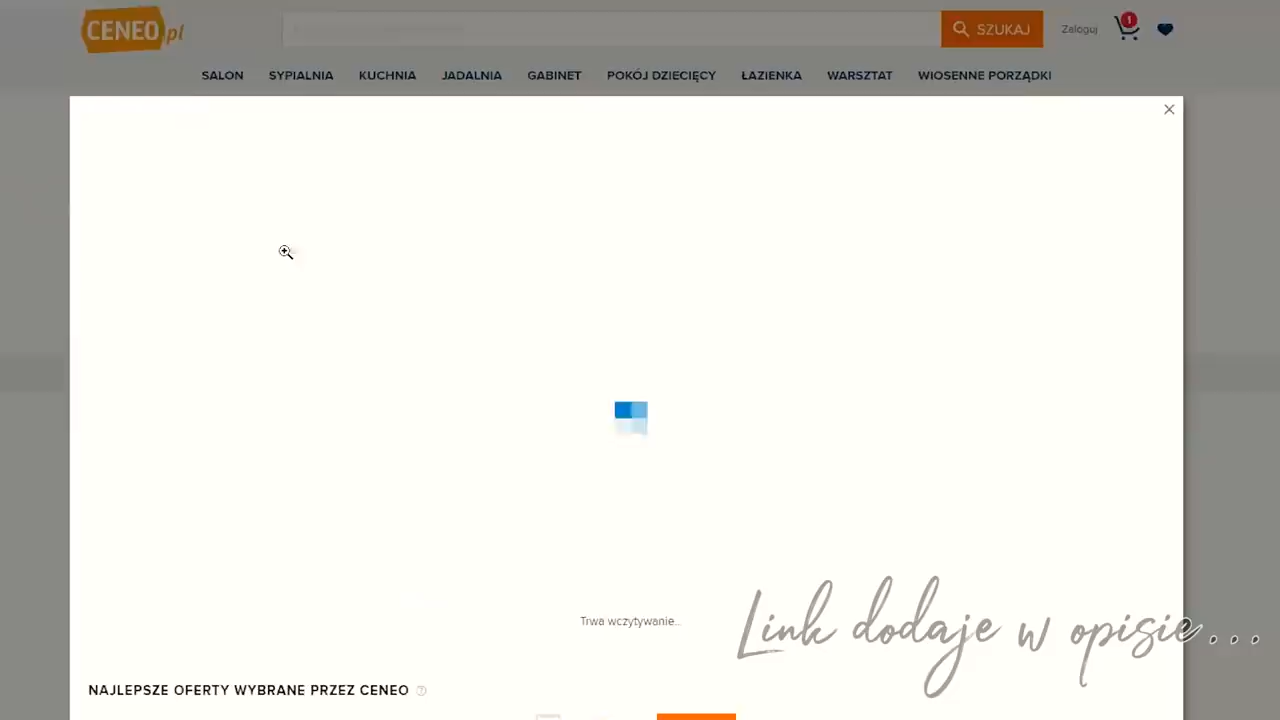 CENEO.pl
SZUKAJ
Zaloguj
1
SALON SYPIALNIA KUCHNIA JADALNIA GABINET POKÓJ DZIECIĘCY ŁAZIENKA WARSZTAT WIOSENNE PORZĄDKI
Trwa wczytywanie...
Link dodaje w opisie...
NAJLEPSZE OFERTY WYBRANE PRZEZ CENEO ?